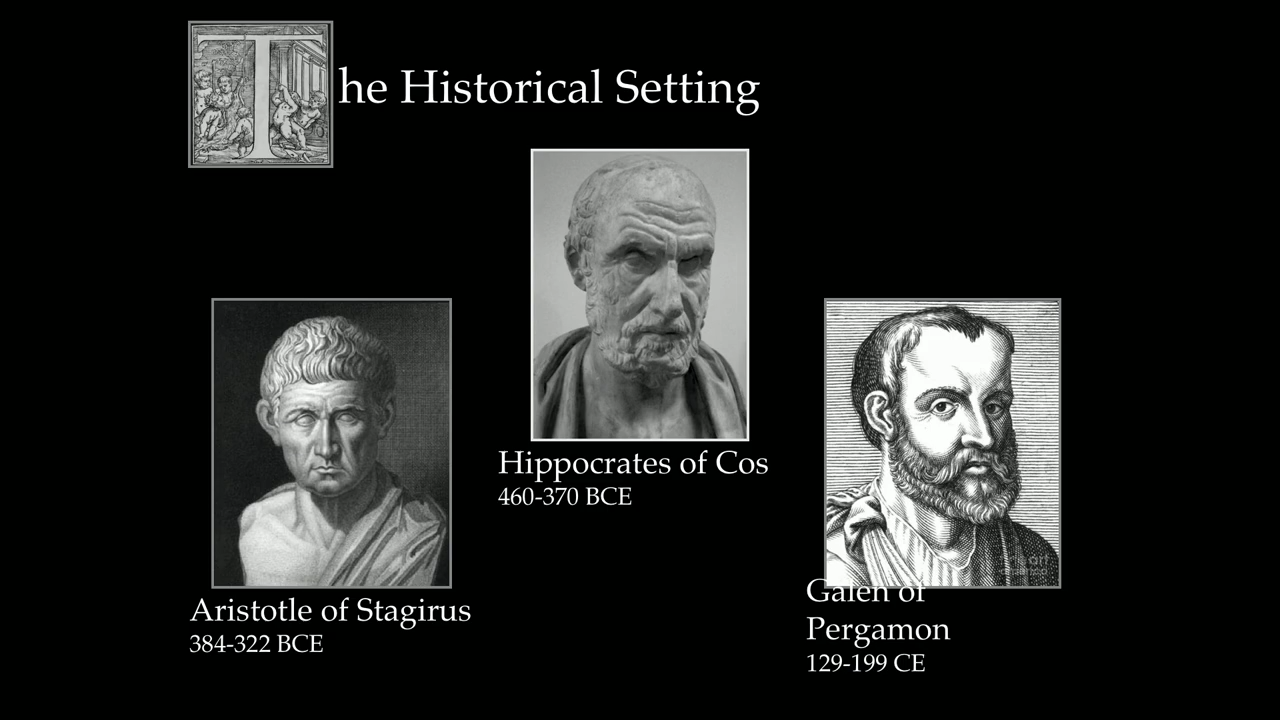 The Historical Setting
Hippocrates of Cos
460-370 BCE
Aristotle of Stagirus
384-322 BCE
Galen of
Pergamon
129-199 CE